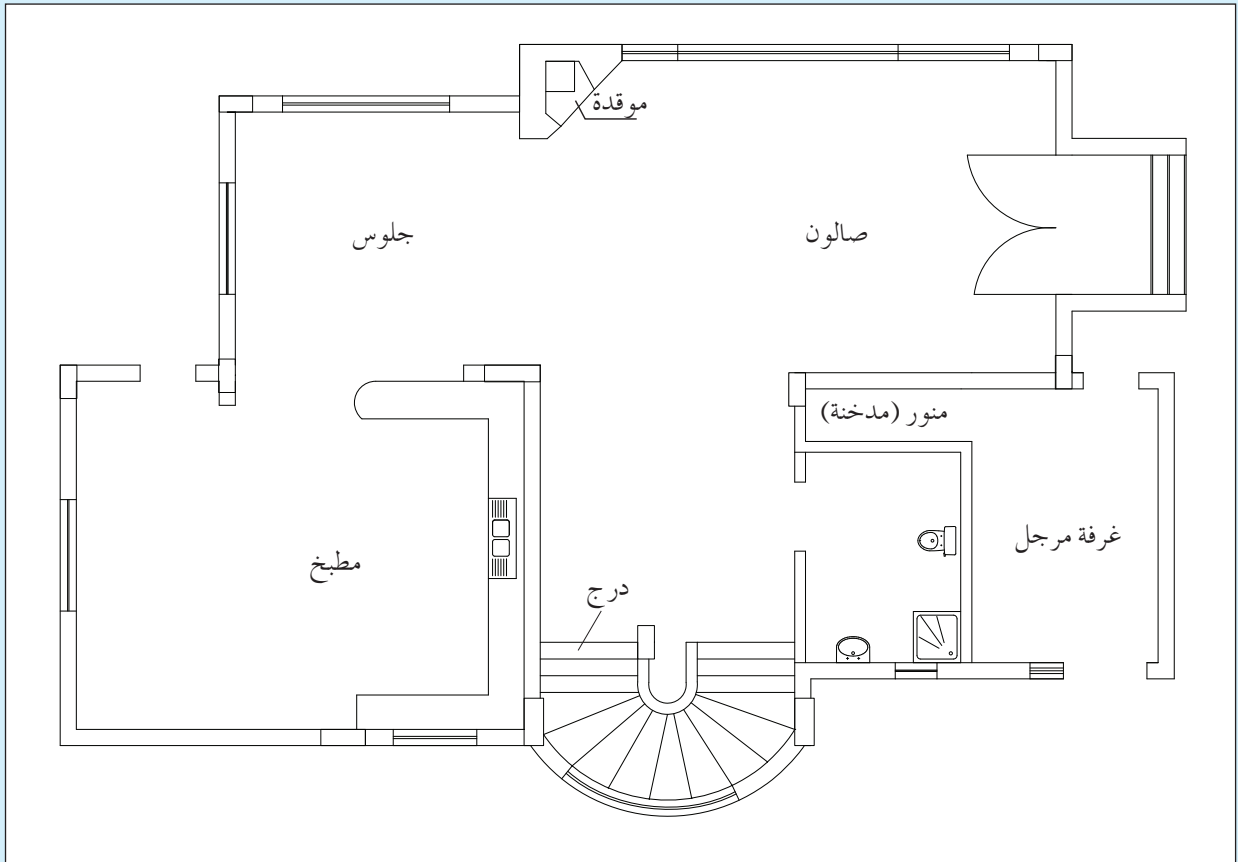 موقدة
صالون
جلوس
منور (مدخنة)
غرفة مرجل
مطبخ
درج